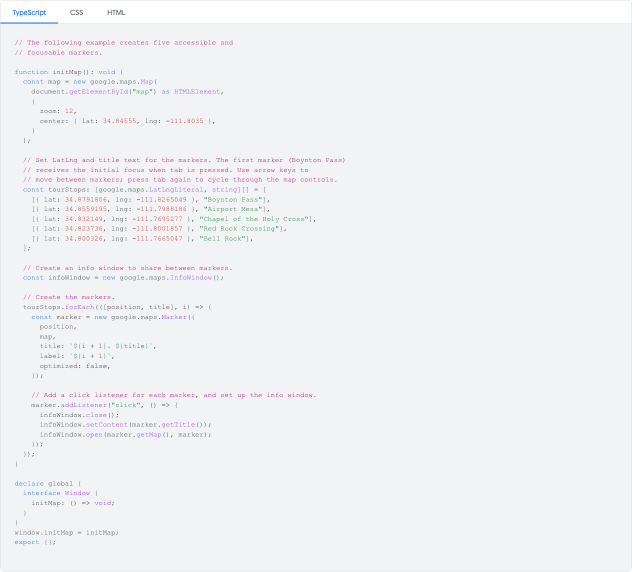 TypeScript CSS HTML
// The following example creates five accessible and
// focusable markers.
function initMap(): void {
  const map = new google.maps.Map(
    document.getElementById("map") as HTMLElement,
    {
      zoom: 12,
      center: { lat: 34.84555, lng: -111.8035 },
    }
  );
  // Set LatLng and title text for the markers. The first marker (Boynton Pass)
  // receives the initial focus when tab is pressed. Use arrow keys to
  // move between markers; press tab again to cycle through the map controls.
  const tourStops: [google.maps.LatLngLiteral, string][] = [
    [{ lat: 34.8791806, lng: -111.8265049 }, "Boynton Pass"],
    [{ lat: 34.8559195, lng: -111.7988186 }, "Airport Mesa"],
    [{ lat: 34.832149, lng: -111.7695277 }, "Chapel of the Holy Cross"],
    [{ lat: 34.823736, lng: -111.8001857 }, "Red Rock Crossing"],
    [{ lat: 34.800326, lng: -111.7665047 }, "Bell Rock"],
  ];
  // Create an info window to share between markers.
  const infoWindow = new google.maps.InfoWindow();
  // Create the markers.
  tourStops.forEach(([position, title], i) => {
    const marker = new google.maps.Marker({
      position,
      map,
      title: `${i + 1}. ${title}`,
      label: `${i + 1}`,
      optimized: false,
    });
    // Add a click listener for each marker, and set up the info window.
    marker.addListener("click", () => {
      infoWindow.close();
      infoWindow.setContent(marker.getTitle());
      infoWindow.open(marker.getMap(), marker);
    });
  });
}
declare global {
  interface Window {
    initMap: () => void;
  }
}
window.initMap = initMap;
export {};